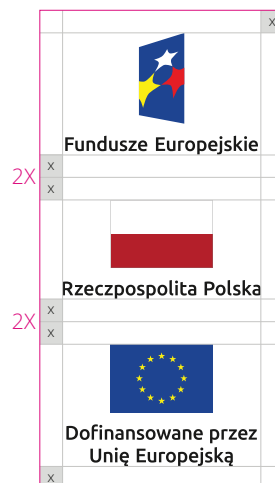 x
Fundusze Europejskie
x
2X
x
Rzeczpospolita Polska
x
2X
x
Dofinansowane przez
Unię Europejską
x